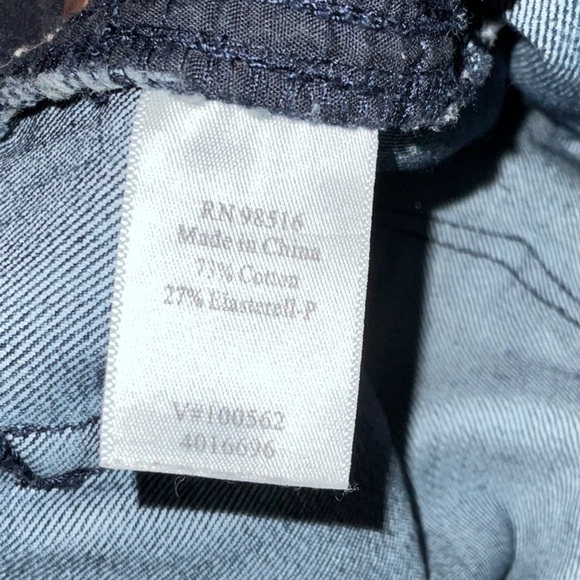 RN 98516
Made in China
73% Cotton
27% Elasterell-P
V#100562
4016696